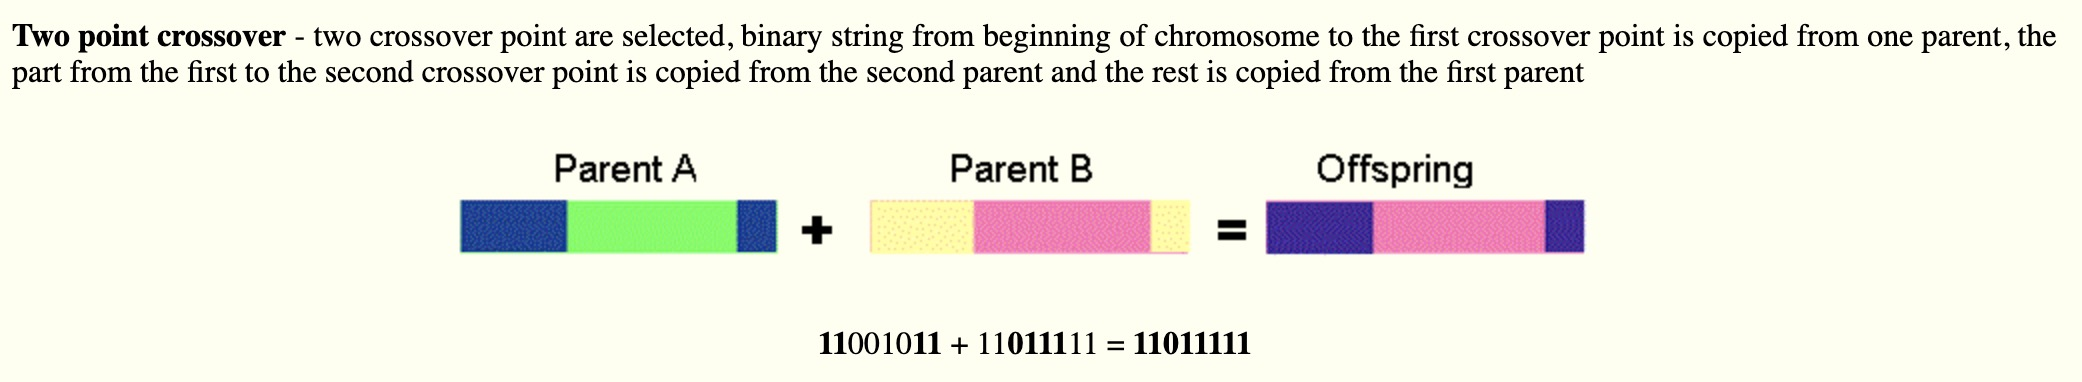 Two point crossover - two crossover point are selected, binary string from beginning of chromosome to the first crossover point is copied from one parent, the
part from the first to the second crossover point is copied from the second parent and the rest is copied from the first parent
Parent A Parent B Offspring
+ =
11001011 + 11011111 = 11011111